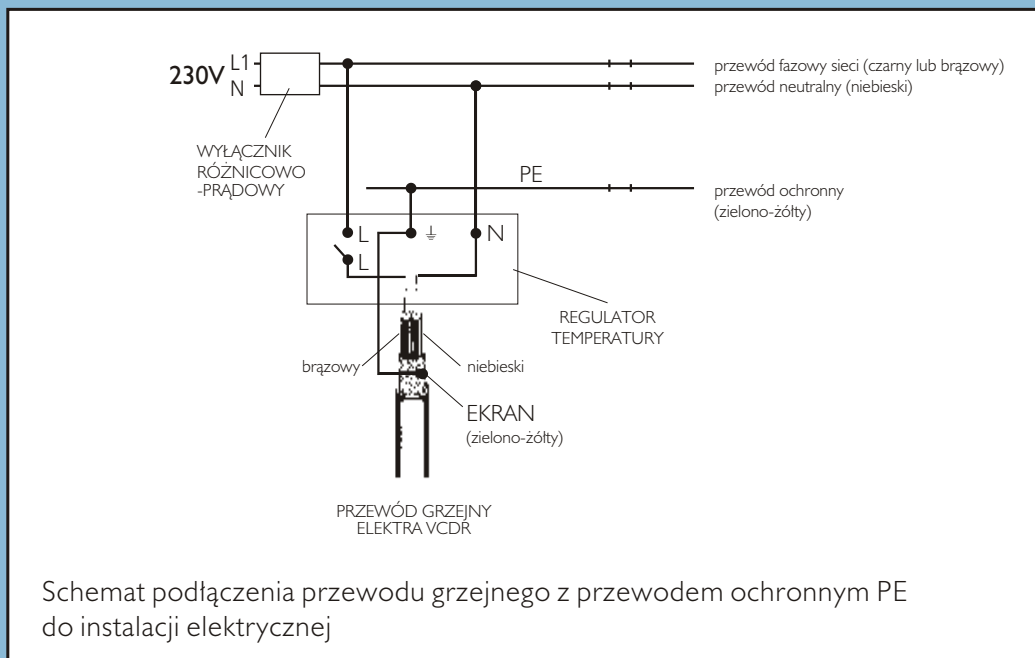 230V
L1
N
przewód fazowy sieci (czarny lub brązowy)
przewód neutralny (niebieski)
WYŁĄCZNIK
RÓŻNICOWO
-PRĄDOWY
PE
przewód ochronny
(zielono-żółty)
L
N
L
REGULATOR
TEMPERATURY
brązowy
niebieski
EKRAN
(zielono-żółty)
PRZEWÓD GRZEJNY
ELEKTRA VCDR
Schemat podłączenia przewodu grzejnego z przewodem ochronnym PE
do instalacji elektrycznej